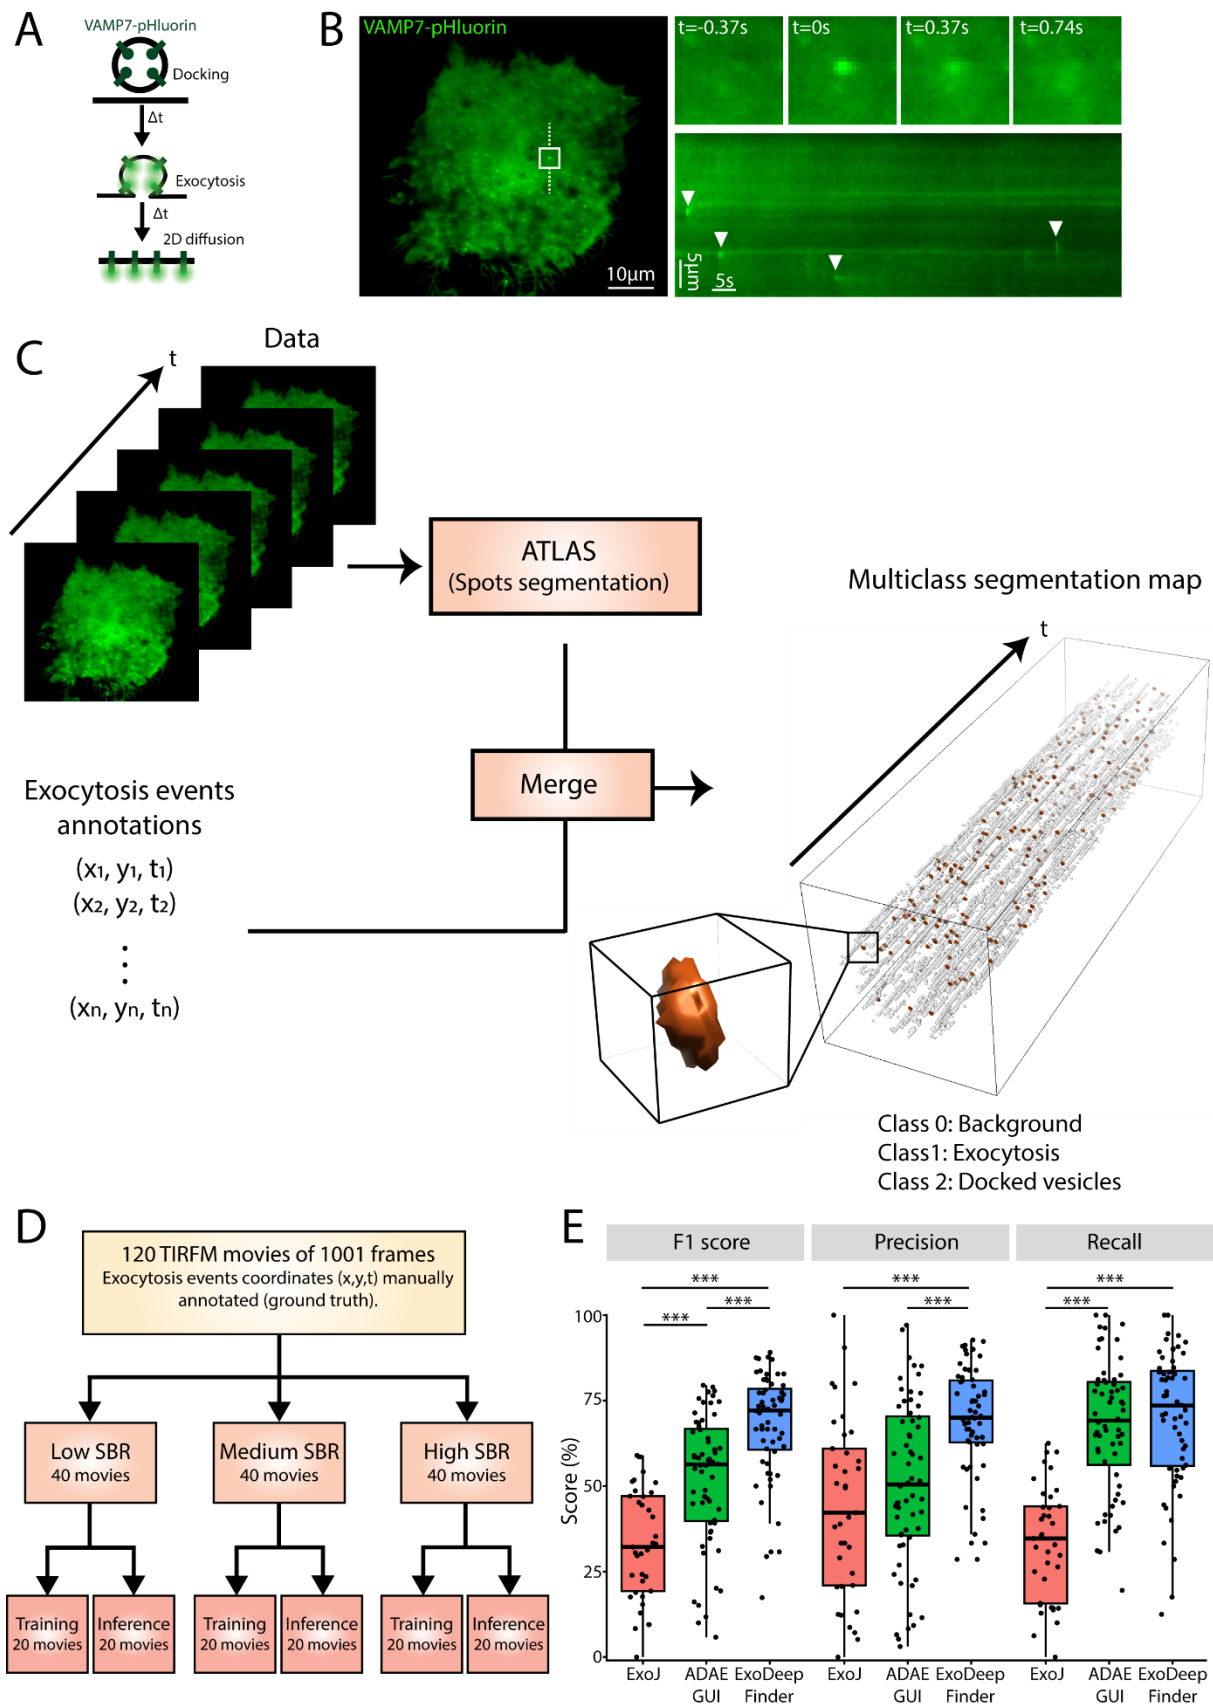 A
VAMP7-pHluorin
Docking
Δt
Exocytosis
Δt
2D diffusion
B
VAMP7-pHluorin
10μm
t=-0.37s
t=0s
t=0.37s
t=0.74s
5μm
5s
C
Data
t
ATLAS
(Spots segmentation)
Multiclass segmentation map
t
Merge
Exocytosis events
annotations
(x₁, y₁, t₁)
(x₂, y₂, t₂)
⋮
(xₙ, yₙ, tₙ)
Class 0: Background
Class1: Exocytosis
Class 2: Docked vesicles
D
120 TIRFM movies of 1001 frames
Exocytosis events coordinates (x,y,t) manually
annotated (ground truth).
Low SBR
40 movies
Medium SBR
40 movies
High SBR
40 movies
Training
20 movies
Inference
20 movies
Training
20 movies
Inference
20 movies
Training
20 movies
Inference
20 movies
E
F1 score
Precision
Recall
***
***
***
***
***
***
***
Score (%)
100
75
50
25
0
ExoJ
ADAE
GUI
ExoDeep
Finder
ExoJ
ADAE
GUI
ExoDeep
Finder
ExoJ
ADAE
GUI
ExoDeep
Finder